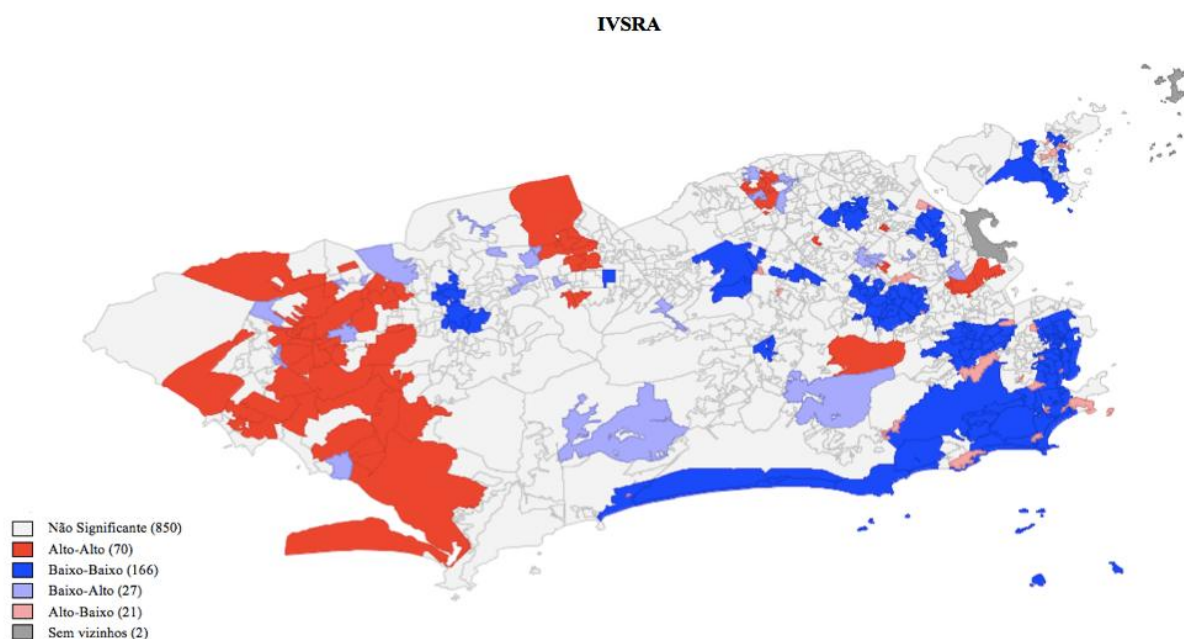 IVSRA
Não Significante (850)
Alto-Alto (70)
Baixo-Baixo (166)
Baixo-Alto (27)
Alto-Baixo (21)
Sem vizinhos (2)